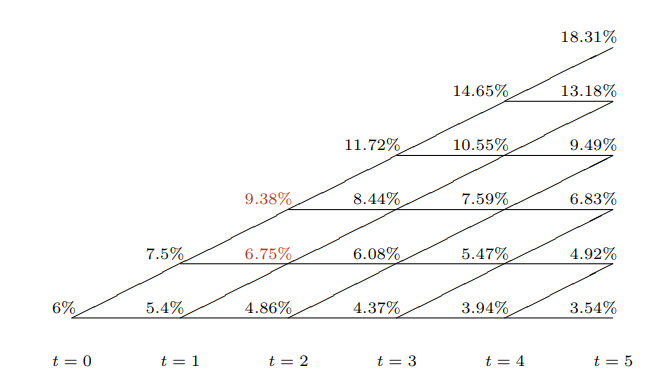 18.31%
14.65% 13.18%
11.72% 10.55% 9.49%
9.38% 8.44% 7.59% 6.83%
7.5% 6.75% 6.08% 5.47% 4.92%
6% 5.4% 4.86% 4.37% 3.94% 3.54%
t = 0 t = 1 t = 2 t = 3 t = 4 t = 5